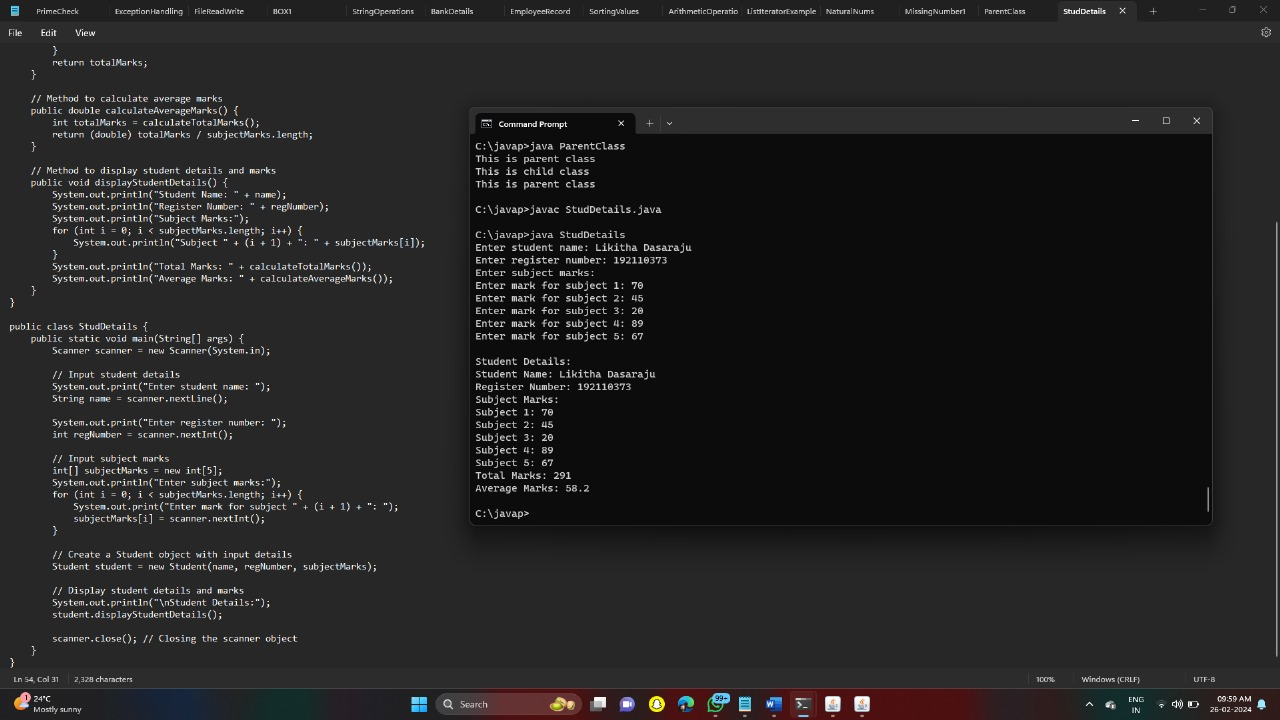 PrimeCheck ExceptionHandling FileReadWrite BOX1 StringOperations BankDetails EmployeeRecord SortingValues ArithmeticOperatio ListIteratorExample NaturalNums MissingNumber1 ParentClass StudDetails
File Edit View
}
return totalMarks;
}
// Method to calculate average marks
public double calculateAverageMarks() {
int totalMarks = calculateTotalMarks();
return (double) totalMarks / subjectMarks.length;
}
// Method to display student details and marks
public void displayStudentDetails() {
System.out.println("Student Name: " + name);
System.out.println("Register Number: " + regNumber);
System.out.println("Subject Marks:");
for (int i = 0; i < subjectMarks.length; i++) {
System.out.println("Subject " + (i + 1) + ": " + subjectMarks[i]);
}
System.out.println("Total Marks: " + calculateTotalMarks());
System.out.println("Average Marks: " + calculateAverageMarks());
}
}
public class StudDetails {
public static void main(String[] args) {
Scanner scanner = new Scanner(System.in);
// Input student details
System.out.print("Enter student name: ");
String name = scanner.nextLine();
System.out.print("Enter register number: ");
int regNumber = scanner.nextInt();
// Input subject marks
int[] subjectMarks = new int[5];
System.out.println("Enter subject marks:");
for (int i = 0; i < subjectMarks.length; i++) {
System.out.print("Enter mark for subject " + (i + 1) + ": ");
subjectMarks[i] = scanner.nextInt();
}
// Create a Student object with input details
Student student = new Student(name, regNumber, subjectMarks);
// Display student details and marks
System.out.println("\nStudent Details:");
student.displayStudentDetails();
scanner.close(); // Closing the scanner object
}
}
Command Prompt
C:\javap>java ParentClass
This is parent class
This is child class
This is parent class
C:\javap>javac StudDetails.java
C:\javap>java StudDetails
Enter student name: Likitha Dasaraju
Enter register number: 192110373
Enter subject marks:
Enter mark for subject 1: 70
Enter mark for subject 2: 45
Enter mark for subject 3: 20
Enter mark for subject 4: 89
Enter mark for subject 5: 67
Student Details:
Student Name: Likitha Dasaraju
Register Number: 192110373
Subject Marks:
Subject 1: 70
Subject 2: 45
Subject 3: 20
Subject 4: 89
Subject 5: 67
Total Marks: 291
Average Marks: 58.2
C:\javap>
Ln 54, Col 31 2,328 characters 100% Windows (CRLF) UTF-8
1
24°C
Mostly sunny
Search
99+
ENG
IN
09:59 AM
26-02-2024